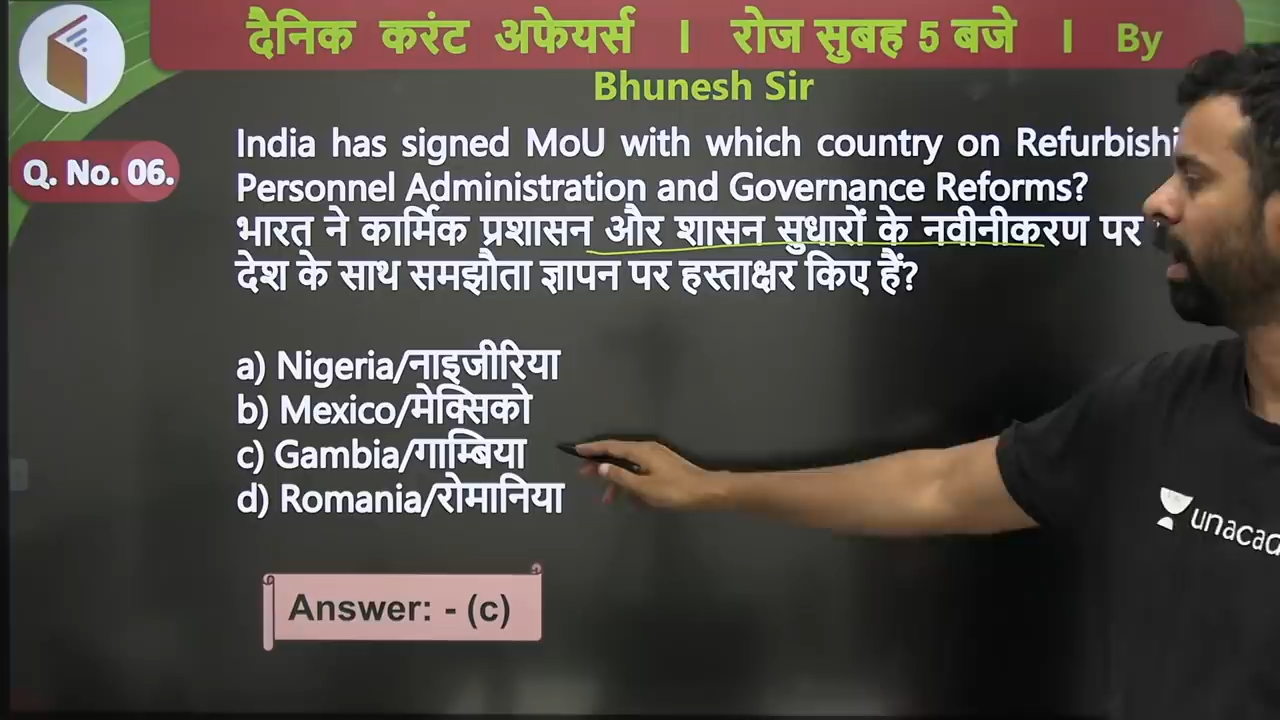 दैनिक करंट अफेयर्स । रोज सुबह 5 बजे । By
Bhunesh Sir
Q. No. 06.
India has signed MoU with which country on Refurbishi
Personnel Administration and Governance Reforms?
भारत ने कार्मिक प्रशासन और शासन सुधारों के नवीनीकरण पर
देश के साथ समझौता ज्ञापन पर हस्ताक्षर किए हैं?
a) Nigeria/नाइजीरिया
b) Mexico/मेक्सिको
c) Gambia/गाम्बिया
d) Romania/रोमानिया
Answer: - (c)
unacad